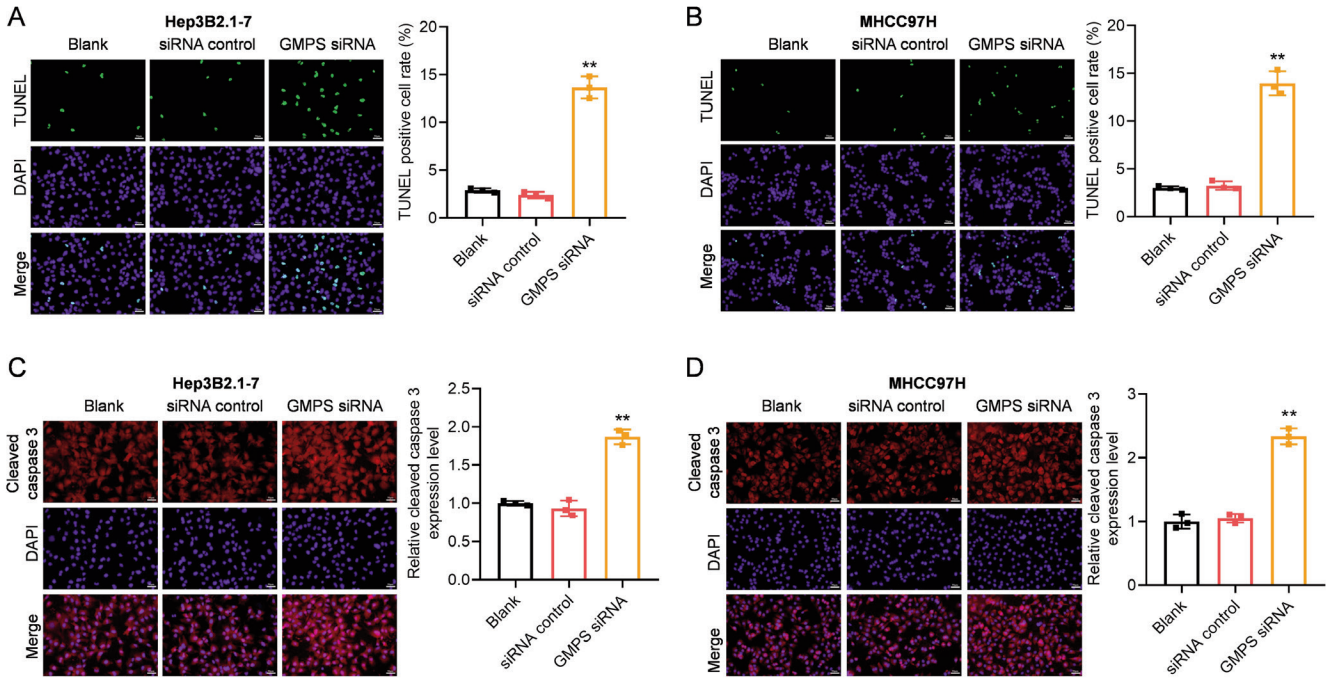 A
Hep3B2.1-7
Blank
siRNA control
GMPS siRNA
TUNEL
DAPI
Merge
TUNEL positive cell rate (%)
20
15
10
5
0
**
Blank
siRNA control
GMPS siRNA
B
MHCC97H
Blank
siRNA control
GMPS siRNA
TUNEL
DAPI
Merge
TUNEL positive cell rate (%)
20
15
10
5
0
**
Blank
siRNA control
GMPS siRNA
C
Hep3B2.1-7
Blank
siRNA control
GMPS siRNA
Cleaved
caspase 3
DAPI
Merge
Relative cleaved caspase 3
expression level
2.5
2.0
1.5
1.0
0.5
0.0
**
Blank
siRNA control
GMPS siRNA
D
MHCC97H
Blank
siRNA control
GMPS siRNA
Cleaved
caspase 3
DAPI
Merge
Relative cleaved caspase 3
expression level
3
2
1
0
**
Blank
siRNA control
GMPS siRNA